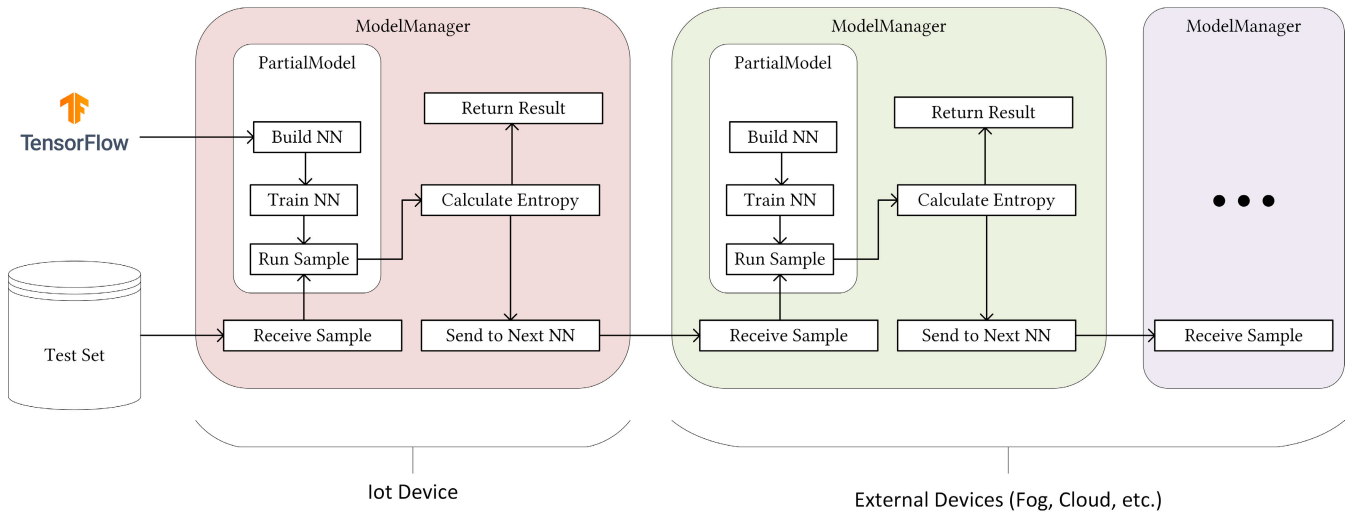 ModelManager
PartialModel
Build NN
Train NN
Run Sample
Return Result
Calculate Entropy
Receive Sample
Send to Next NN
ModelManager
PartialModel
Build NN
Train NN
Run Sample
Return Result
Calculate Entropy
Receive Sample
Send to Next NN
ModelManager
Receive Sample
TensorFlow
Test Set
Iot Device
External Devices (Fog, Cloud, etc.)